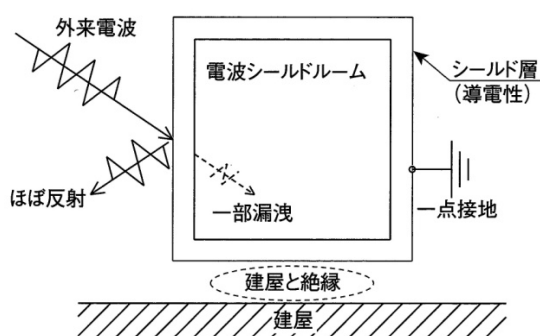 外来電波
電波シールドルーム
シールド層
(導電性)
ほぼ反射
一部漏洩
一点接地
建屋と絶縁
建屋